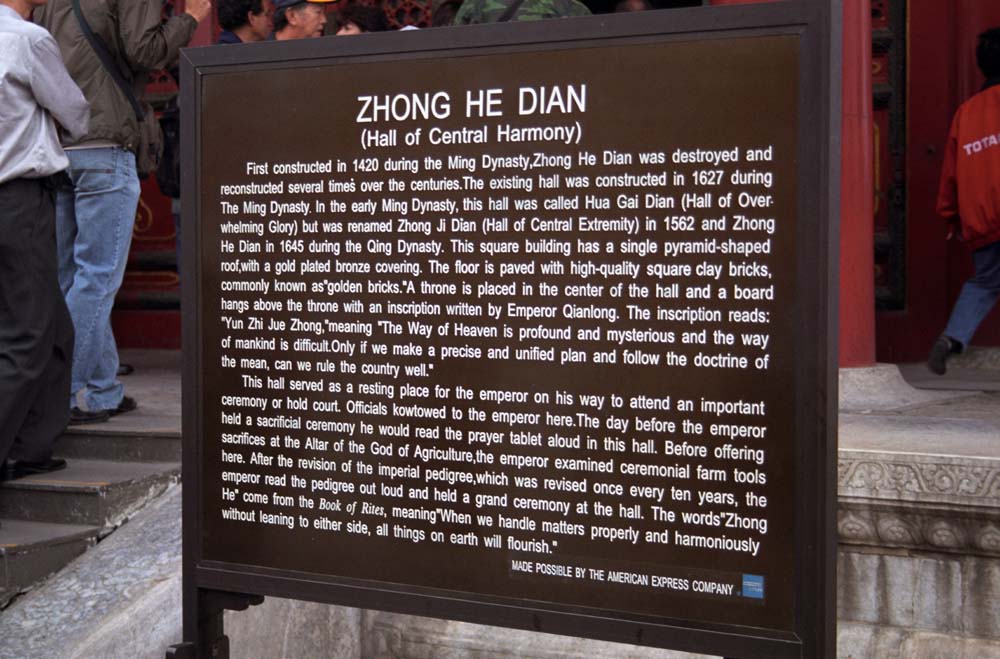 ZHONG HE DIAN
(Hall of Central Harmony)
First constructed in 1420 during the Ming Dynasty,Zhong He Dian was destroyed and
reconstructed several times over the centuries.The existing hall was constructed in 1627 during
The Ming Dynasty. In the early Ming Dynasty, this hall was called Hua Gai Dian (Hall of Over-
whelming Glory) but was renamed Zhong Ji Dian (Hall of Central Extremity) in 1562 and Zhong
He Dian in 1645 during the Qing Dynasty. This square building has a single pyramid-shaped
roof,with a gold plated bronze covering. The floor is paved with high-quality square clay bricks,
commonly known as"golden bricks."A throne is placed in the center of the hall and a board
hangs above the throne with an inscription written by Emperor Qianlong. The inscription reads:
"Yun Zhi Jue Zhong,"meaning "The Way of Heaven is profound and mysterious and the way
of mankind is difficult.Only if we make a precise and unified plan and follow the doctrine of
the mean, can we rule the country well."
This hall served as a resting place for the emperor on his way to attend an important
ceremony or hold court. Officials kowtowed to the emperor here.The day before the emperor
held a sacrificial ceremony he would read the prayer tablet aloud in this hall. Before offering
sacrifices at the Altar of the God of Agriculture,the emperor examined ceremonial farm tools
here. After the revision of the imperial pedigree,which was revised once every ten years, the
emperor read the pedigree out loud and held a grand ceremony at the hall. The words"Zhong
He" come from the Book of Rites, meaning"When we handle matters properly and harmoniously
without leaning to either side, all things on earth will flourish."
MADE POSSIBLE BY THE AMERICAN EXPRESS COMPANY